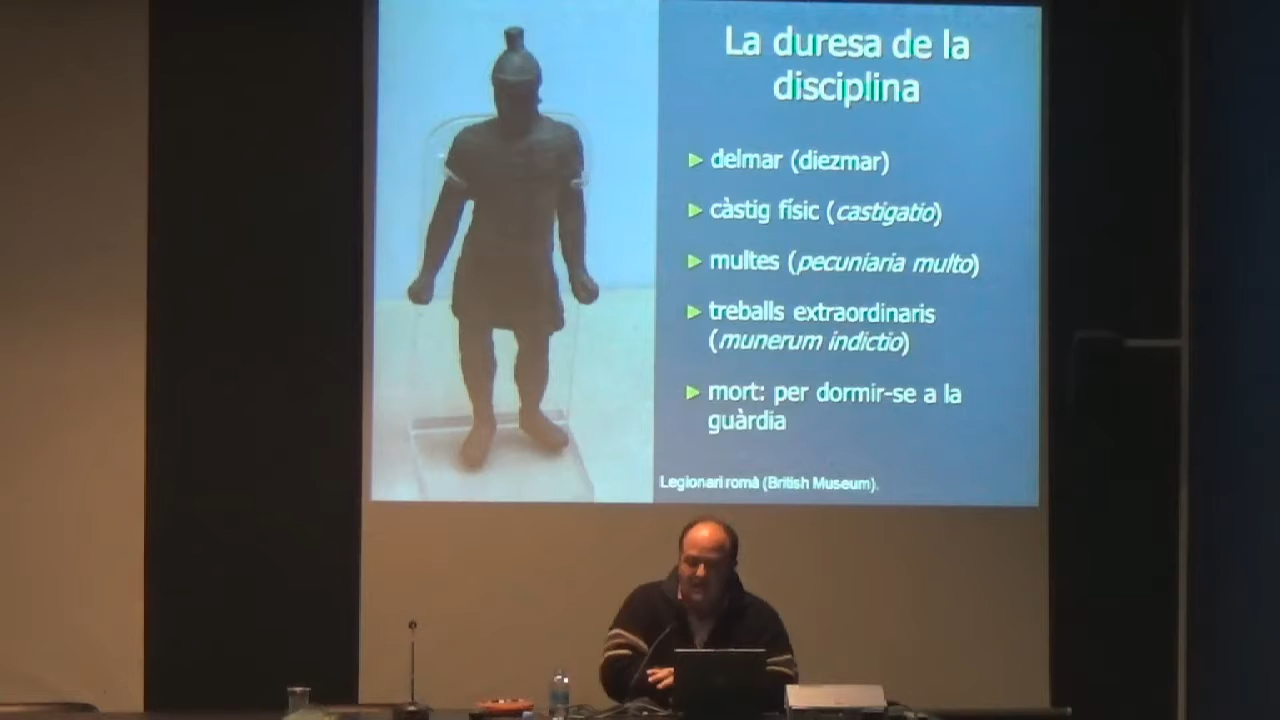 La duresa de la
disciplina
delmar (diezmar)
càstig físic (castigatio)
multes (pecuniaria multo)
treballs extraordinaris
(munerum indictio)
mort: per dormir-se a la
guàrdia
Legionari romà (British Museum).